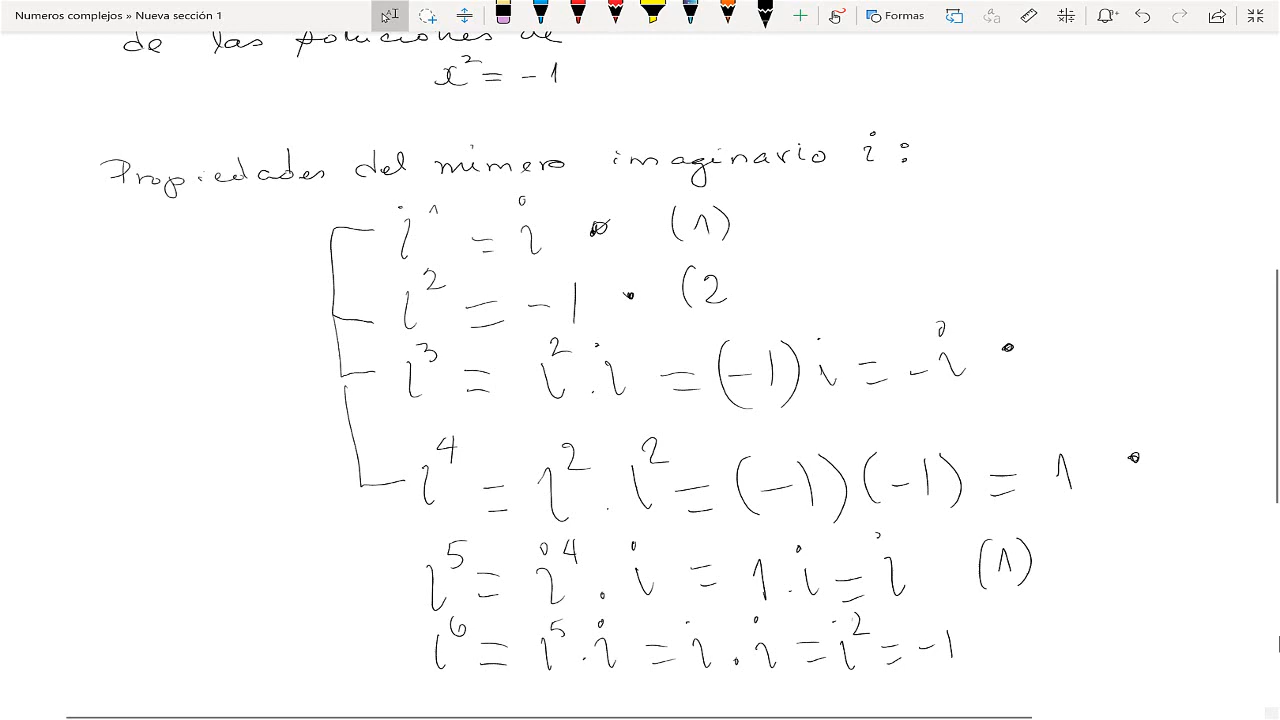 Numeros complejos » Nueva sección 1
Formas
de las soluciones de
x² = -1
Propiedades del número imaginario i :
i¹ = i (1)
i² = -1 (2
i³ = i² . i = (-1) i = -i
i⁴ = i² . i² = (-1) (-1) = 1
i⁵ = i⁴ . i = 1 . i = i (1)
i⁶ = i⁵ . i = i . i = i² = -1